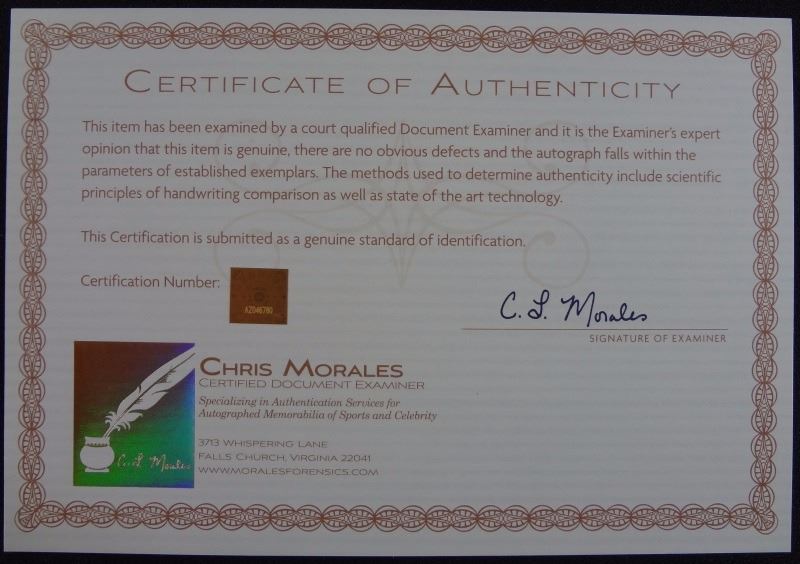 CERTIFICATE OF AUTHENTICITY
This item has been examined by a court qualified Document Examiner and it is the Examiner's expert
opinion that this item is genuine, there are no obvious defects and the autograph falls within the
parameters of established exemplars. The methods used to determine authenticity include scientific
principles of handwriting comparison as well as state of the art technology.
This Certification is submitted as a genuine standard of identification.
Certification Number:
AZ046780
C. L. Morales
SIGNATURE OF EXAMINER
CHRIS MORALES
CERTIFIED DOCUMENT EXAMINER
Specializing in Authentication Services for
Autographed Memorabilia of Sports and Celebrity
C. L Morales
3713 WHISPERING LANE
FALLS CHURCH, VIRGINIA 22041
WWW.MORALESFORENSICS.COM